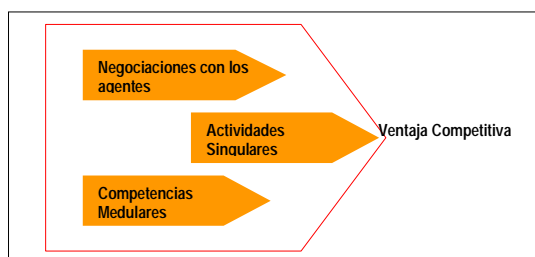 Negociaciones con los
agentes
Actividades
Singulares
Ventaja Competitiva
Competencias
Medulares